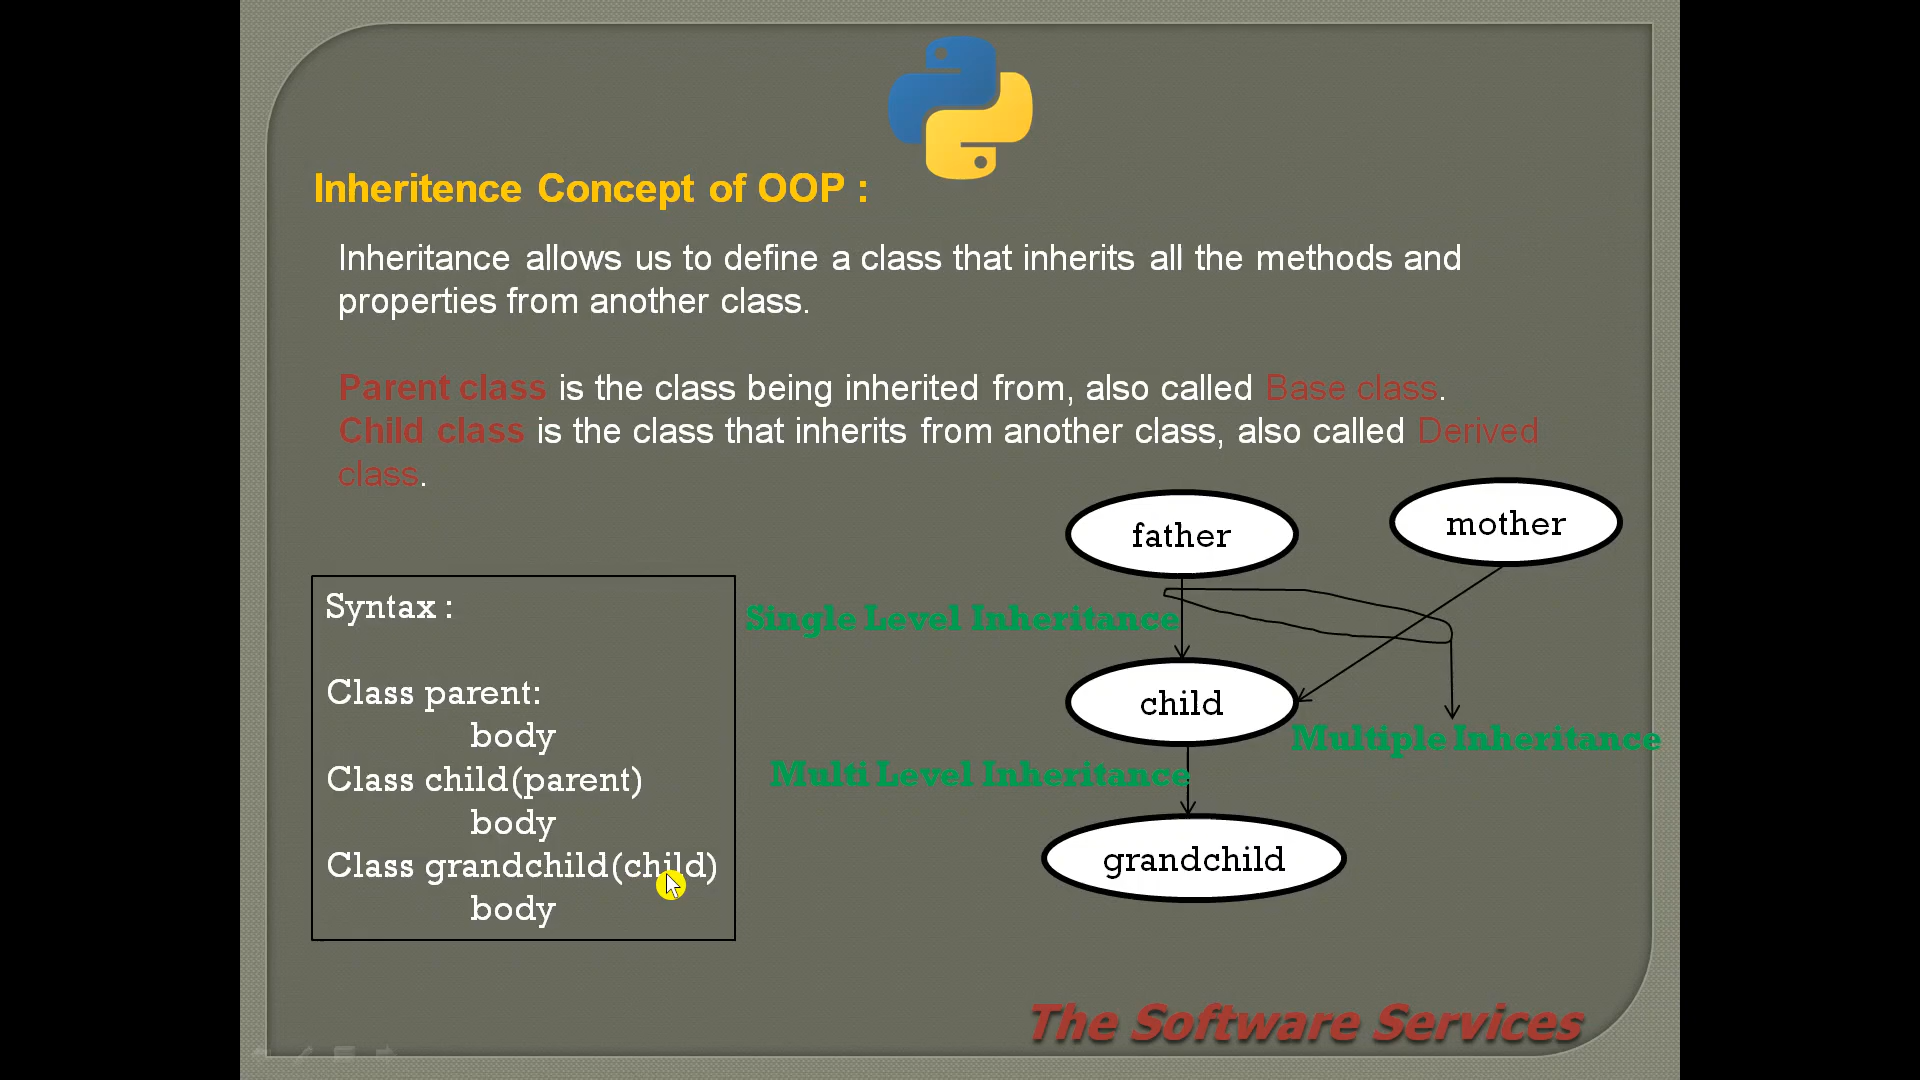 Inheritence Concept of OOP :
Inheritance allows us to define a class that inherits all the methods and
properties from another class.
Parent class is the class being inherited from, also called Base class.
Child class is the class that inherits from another class, also called Derived
class.
father
mother
Syntax :
Single Level Inheritance
Class parent:
child
body
Multiple Inheritance
Class child(parent)
Multi Level Inheritance
body
Class grandchild(child)
grandchild
body
The Software Services